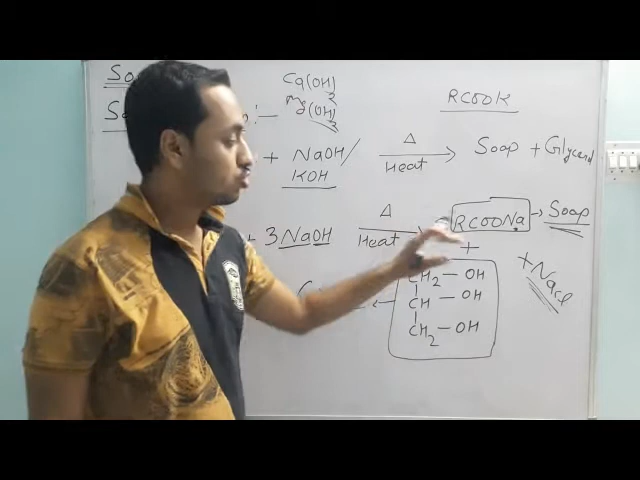 So
Ca(OH)2
Mg(OH)2
RCOOK
:-
+ NaOH/ KOH Δ Heat → Soap + Glycerol
+ 3NaOH Δ Heat → RCOONa → Soap
+
+ NaCl
CH2 - OH
CH - OH
CH2 - OH